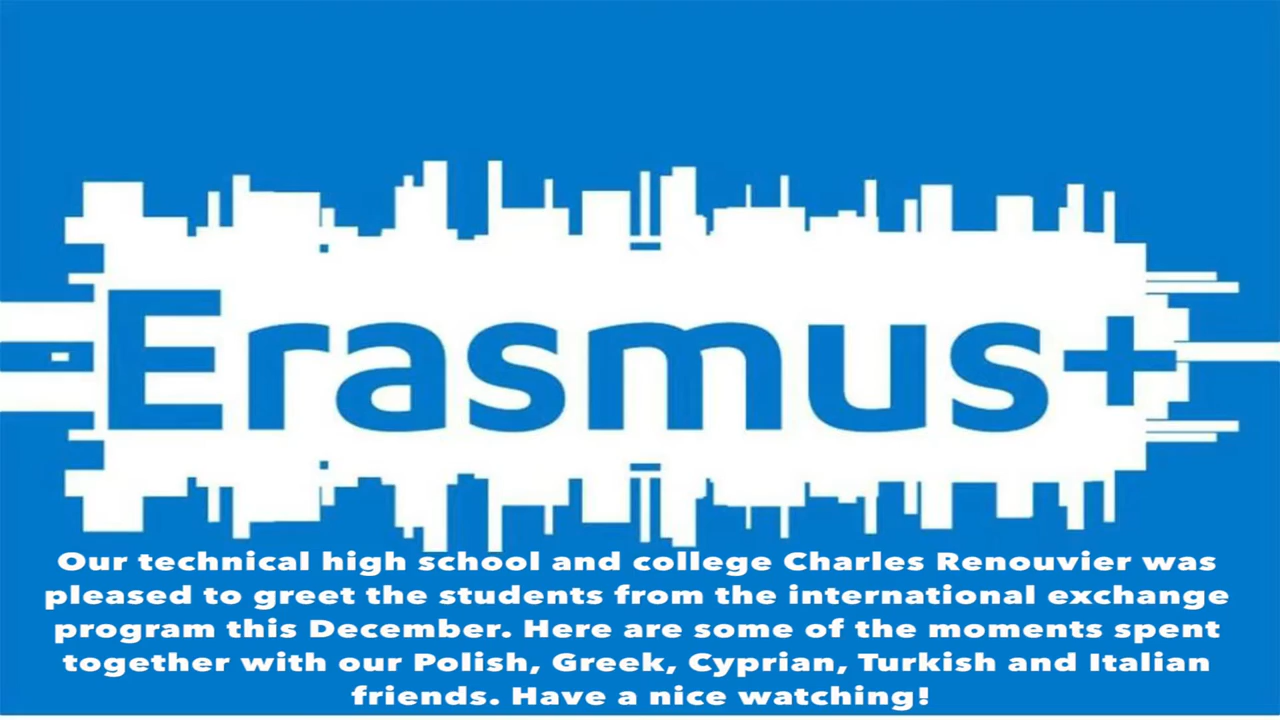 Erasmus+
Our technical high school and college Charles Renouvier was
pleased to greet the students from the international exchange
program this December. Here are some of the moments spent
together with our Polish, Greek, Cyprian, Turkish and Italian
friends. Have a nice watching!